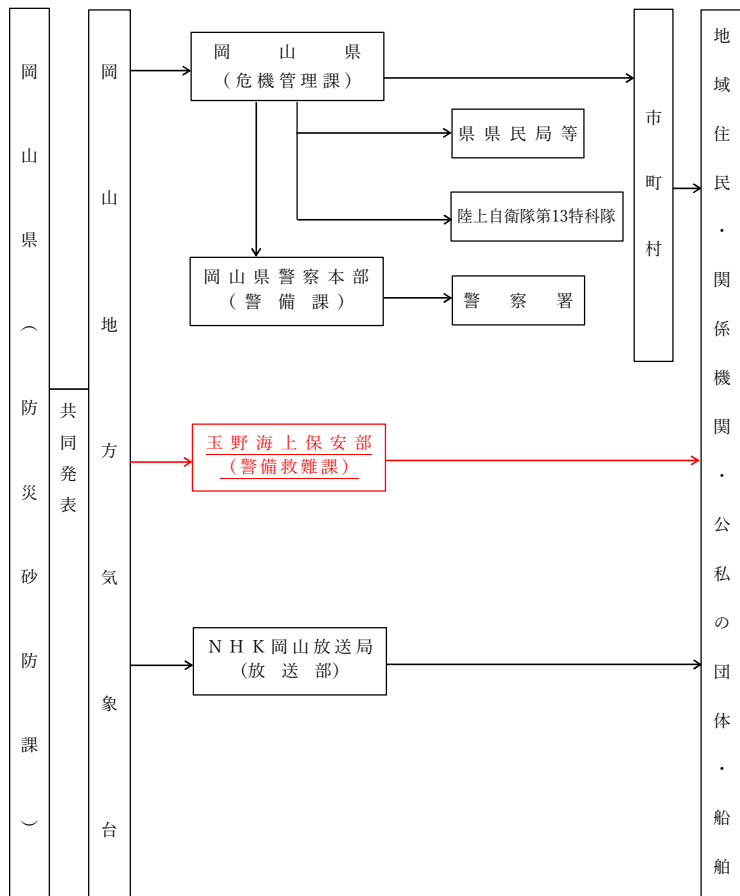 岡山県（防災砂防課）
共同発表
岡山地方気象台
岡山県
(危機管理課)
県県民局等
陸上自衛隊第13特科隊
岡山県警察本部
(警備課)
警察署
市町村
玉野海上保安部
(警備救難課)
NHK岡山放送局
(放送部)
地域住民・関係機関・公私の団体・船舶